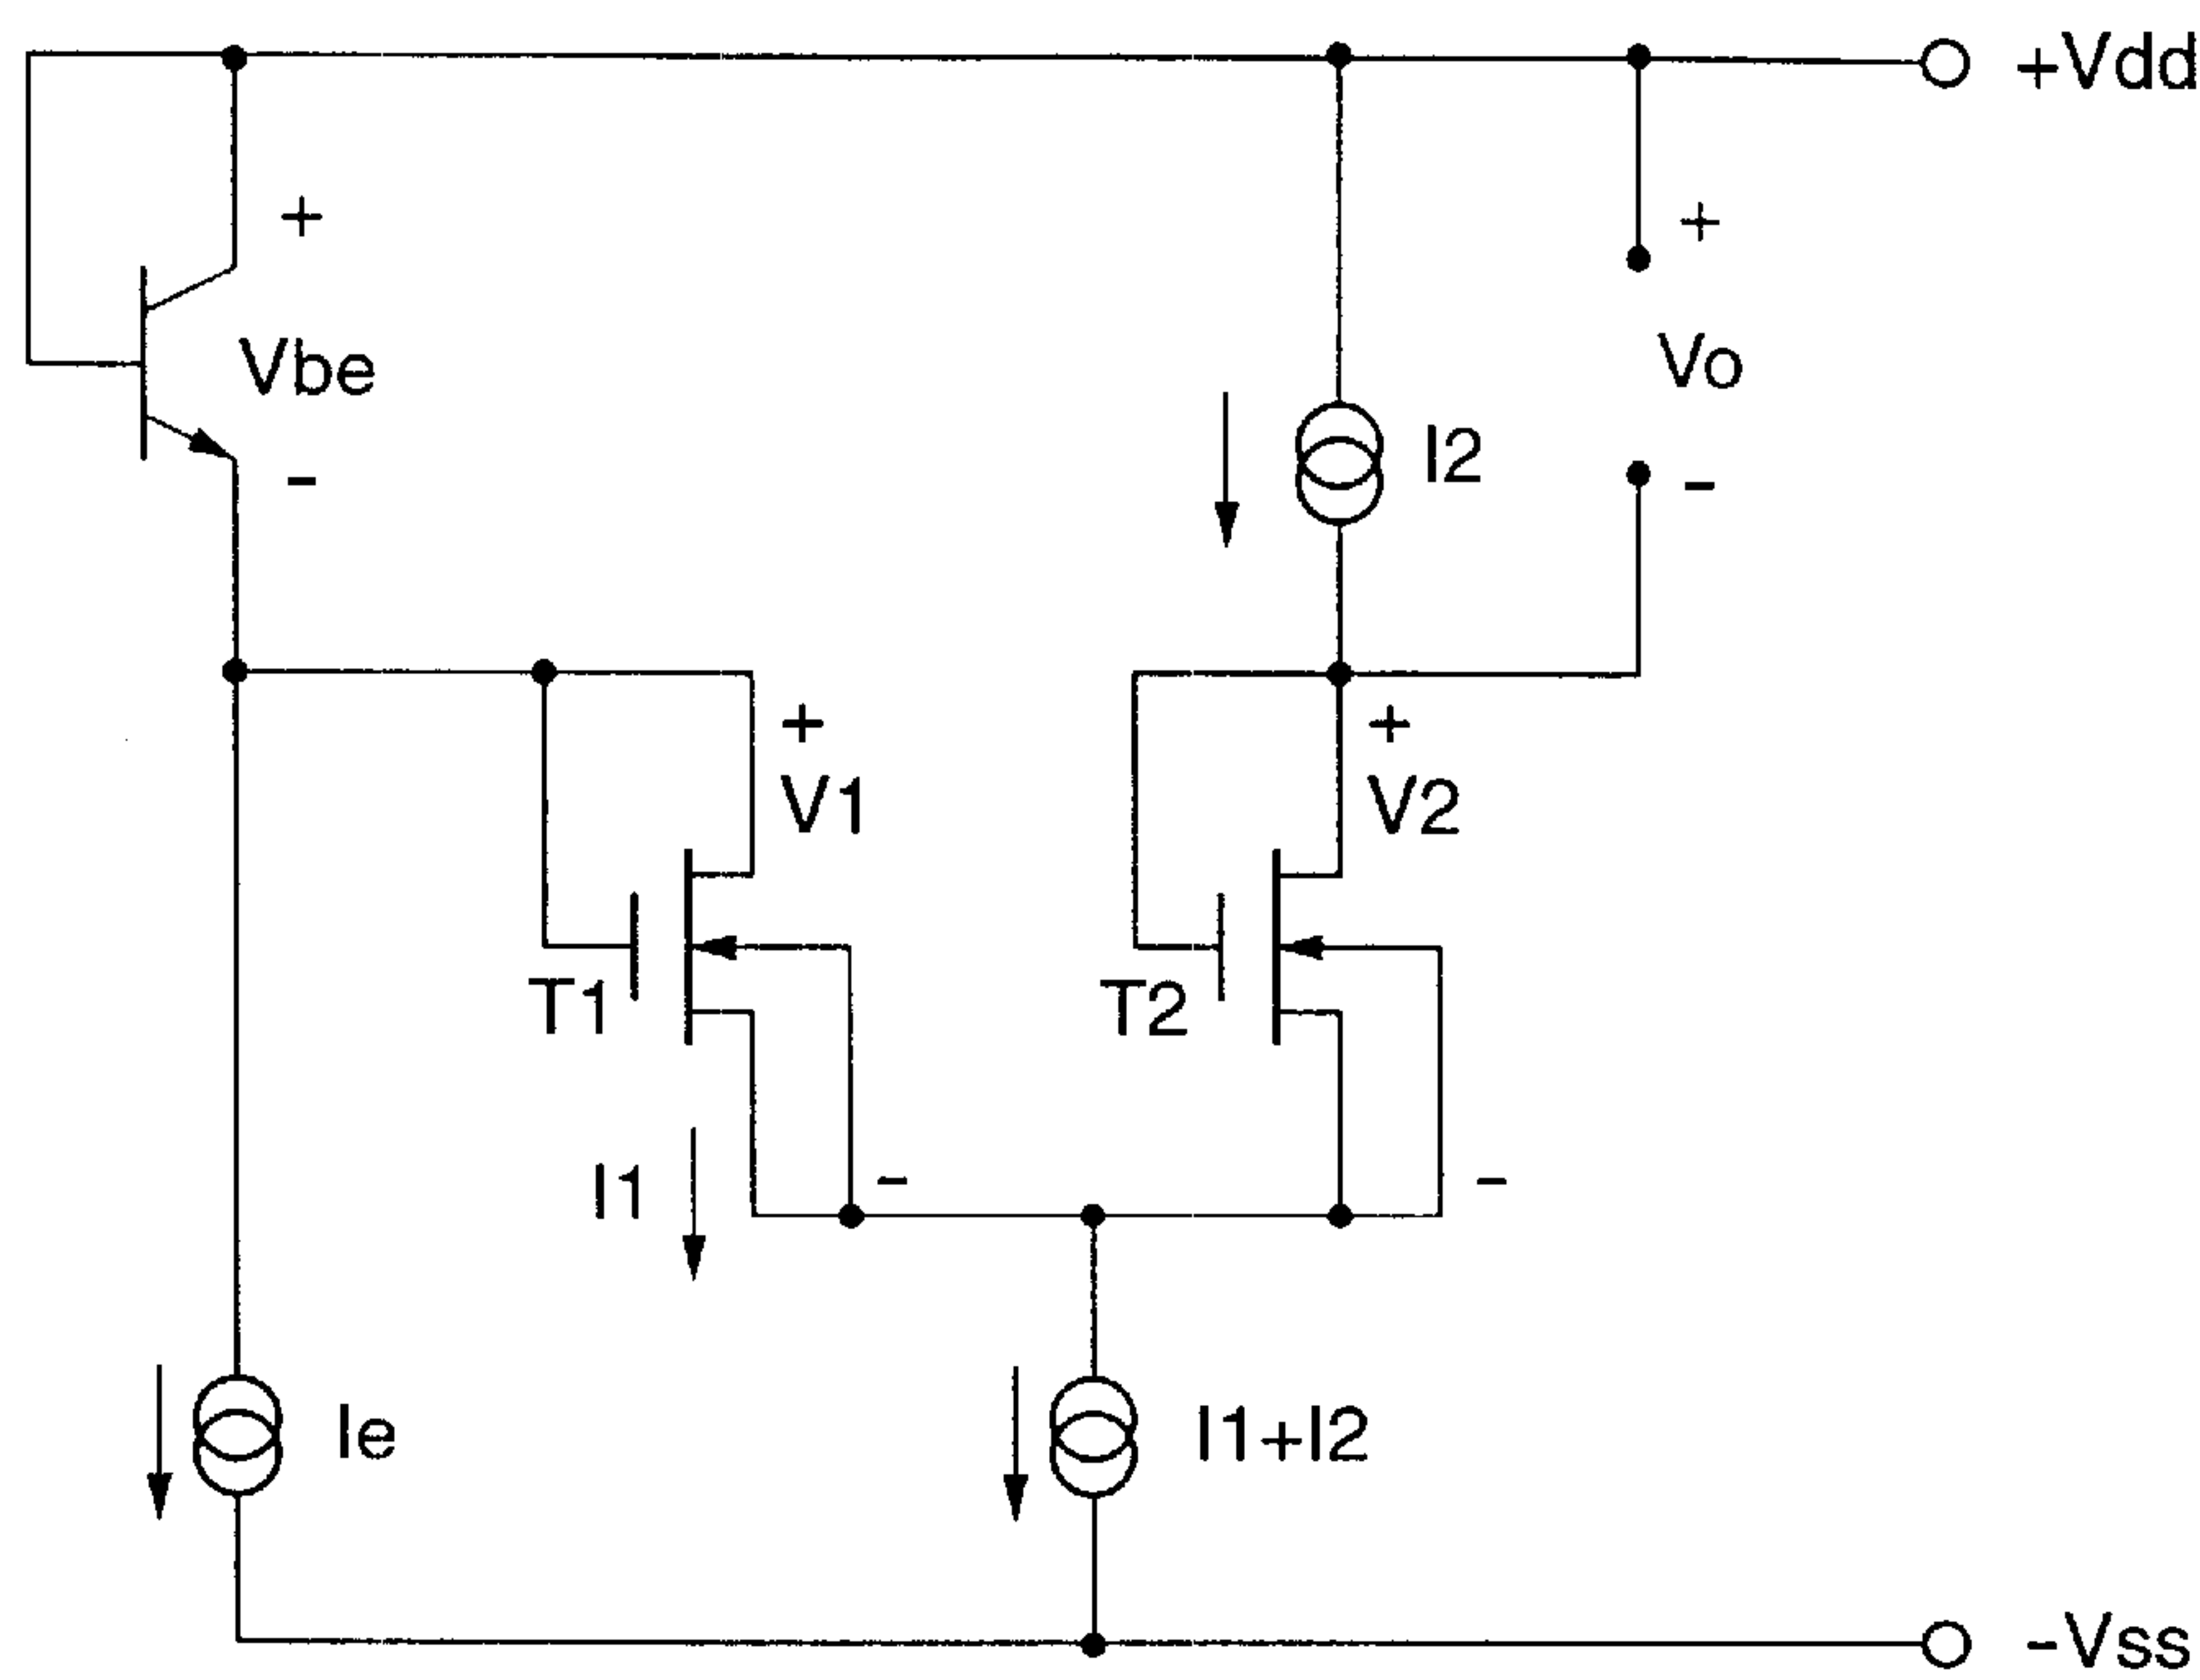 +Vdd
+
+
Vbe
Vo
I2
-
-
+
+
V1
V2
T1
T2
I1
-
-
Ie
I1+I2
-Vss